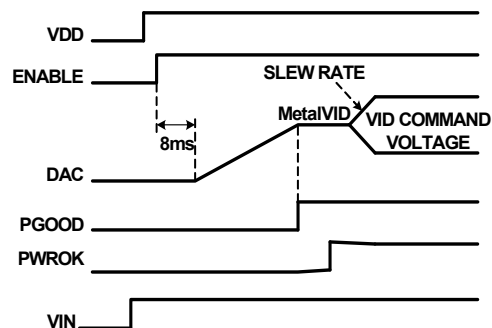 VDD
ENABLE
SLEW RATE
MetalVID
VID COMMAND
VOLTAGE
8ms
DAC
PGOOD
PWROK
VIN